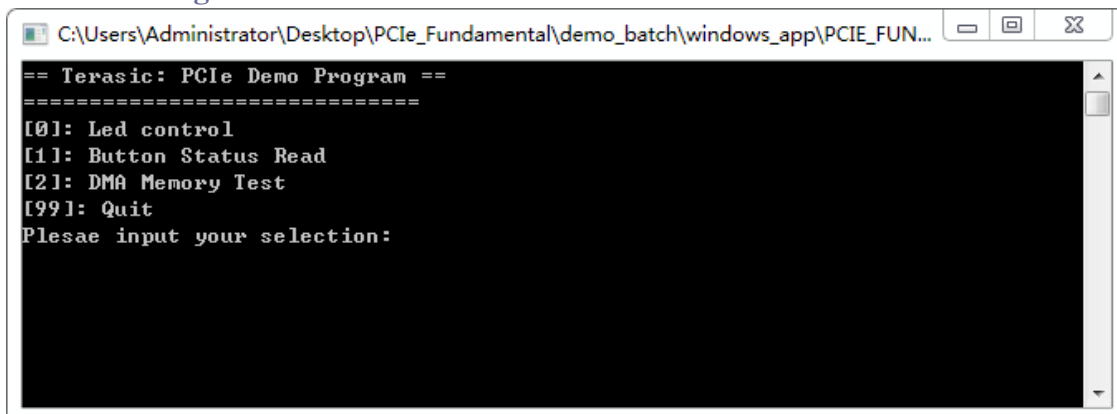 C:\Users\Administrator\Desktop\PCIe_Fundamental\demo_batch\windows_app\PCIE_FUN...
== Terasic: PCIe Demo Program ==
==============================
[0]: Led control
[1]: Button Status Read
[2]: DMA Memory Test
[99]: Quit
Plesae input your selection: